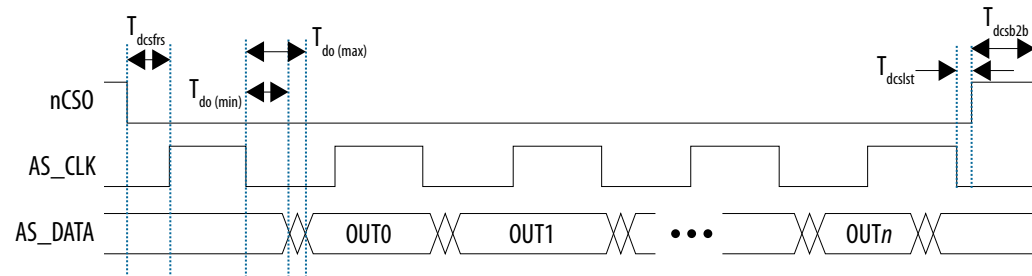 Tdcsfrs
Tdo (max)
Tdcsb2b
Tdcslst
Tdo (min)
nCSO
AS_CLK
AS_DATA
OUT0
OUT1
•••
OUTn